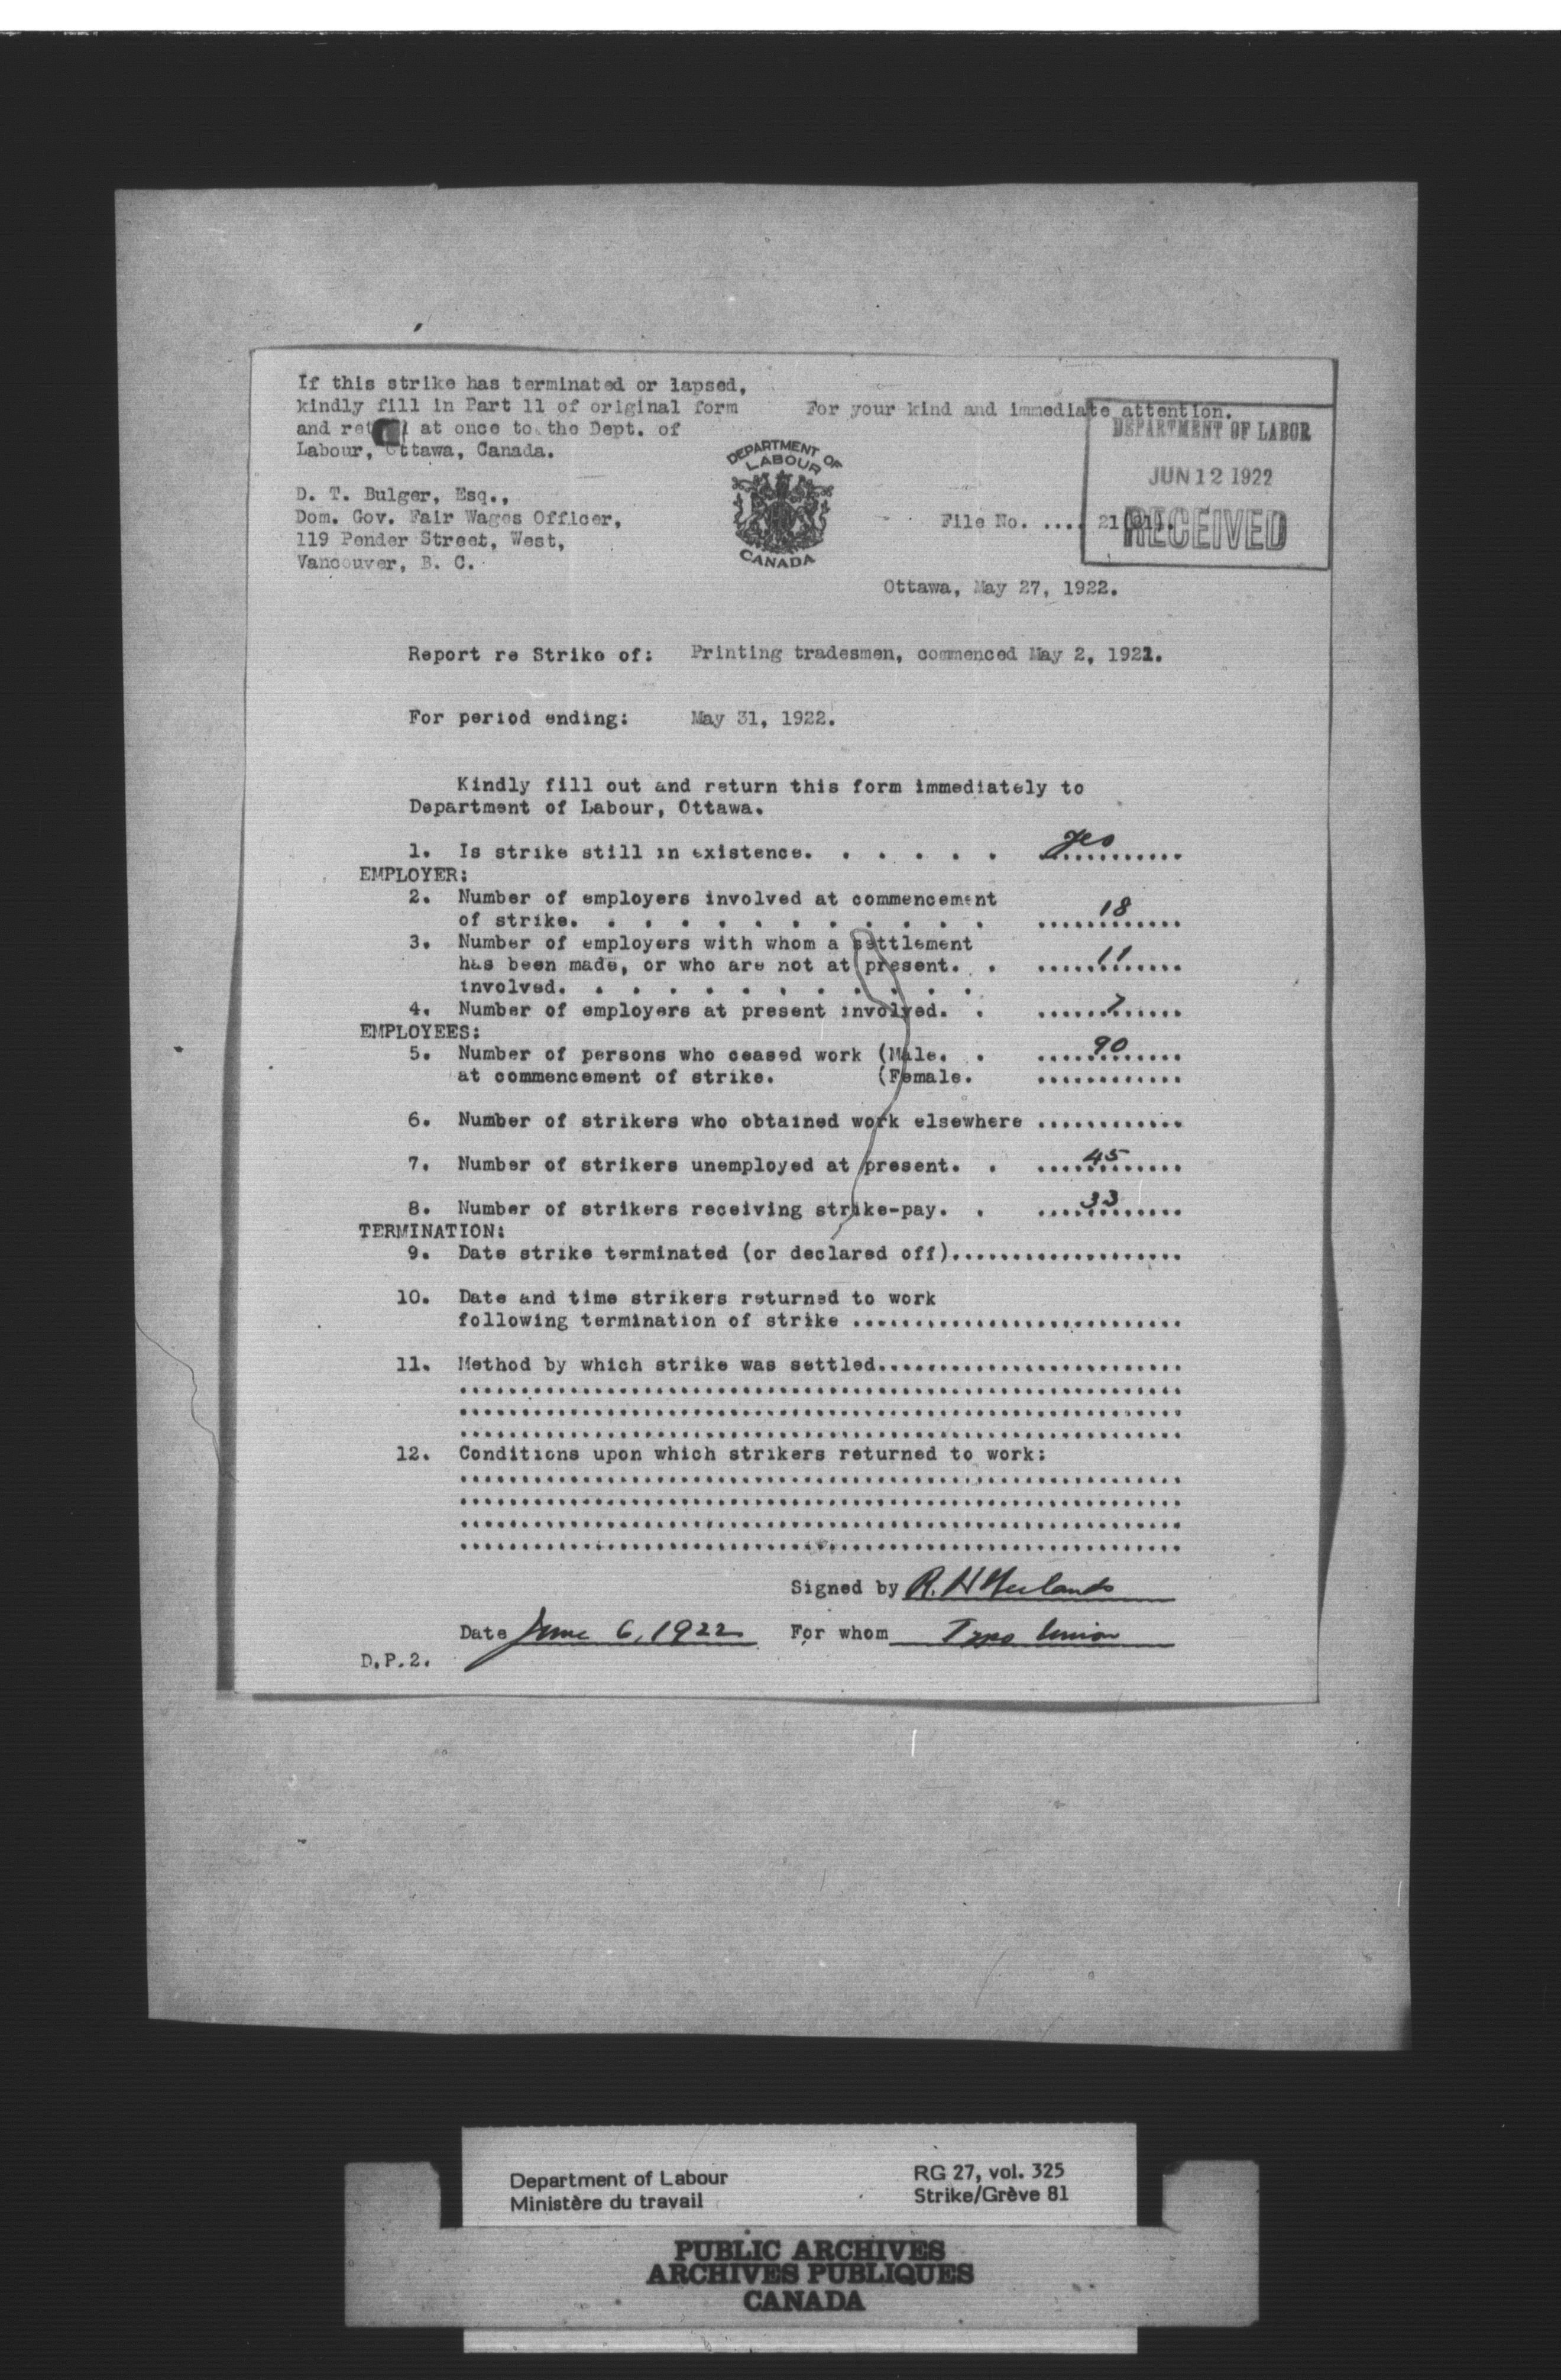 If this strike has terminated or lapsed,
kindly fill in Part 11 of original form
and at once to the Dept. of
Labour, Ottawa, Canada.
For your kind and immediate attention.
DEPARTMENT OF LABOR
JUN 12 1922
RECEIVED
DEPARTMENT OF
LABOUR
CANADA
D. T. Bulger, Esq.,
Dom. Gov. Fair Wages Officer,
119 Pender Street, West,
Vancouver, B. C.
File No. .... 21
Ottawa, May 27, 1922.
Report re Strike of: Printing tradesmen, commenced May 2, 1921.
For period ending: May 31, 1922.
Kindly fill out and return this form immediately to
Department of Labour, Ottawa.
1. Is strike still in existence. . . . . . yes
EMPLOYER:
2. Number of employers involved at commencement
of strike. . . . . . . . . . . . 18
3. Number of employers with whom a settlement
has been made, or who are not at present. . 11
involved. . . . . . . . . . . .
4. Number of employers at present involved. . 7
EMPLOYEES:
5. Number of persons who ceased work (Male. . 90
at commencement of strike. (Female. ............
6. Number of strikers who obtained work elsewhere ............
7. Number of strikers unemployed at present. . 45
8. Number of strikers receiving strike-pay. . 33
TERMINATION:
9. Date strike terminated (or declared off)...................
10. Date and time strikers returned to work
following termination of strike ...........................
11. Method by which strike was settled.........................
12. Conditions upon which strikers returned to work:
Signed by R. H
Date June 6, 1922 For whom Typo Union
D.P.2.
Department of Labour
Ministère du travail
RG 27, vol. 325
Strike/Grève 81
PUBLIC ARCHIVES
ARCHIVES PUBLIQUES
CANADA